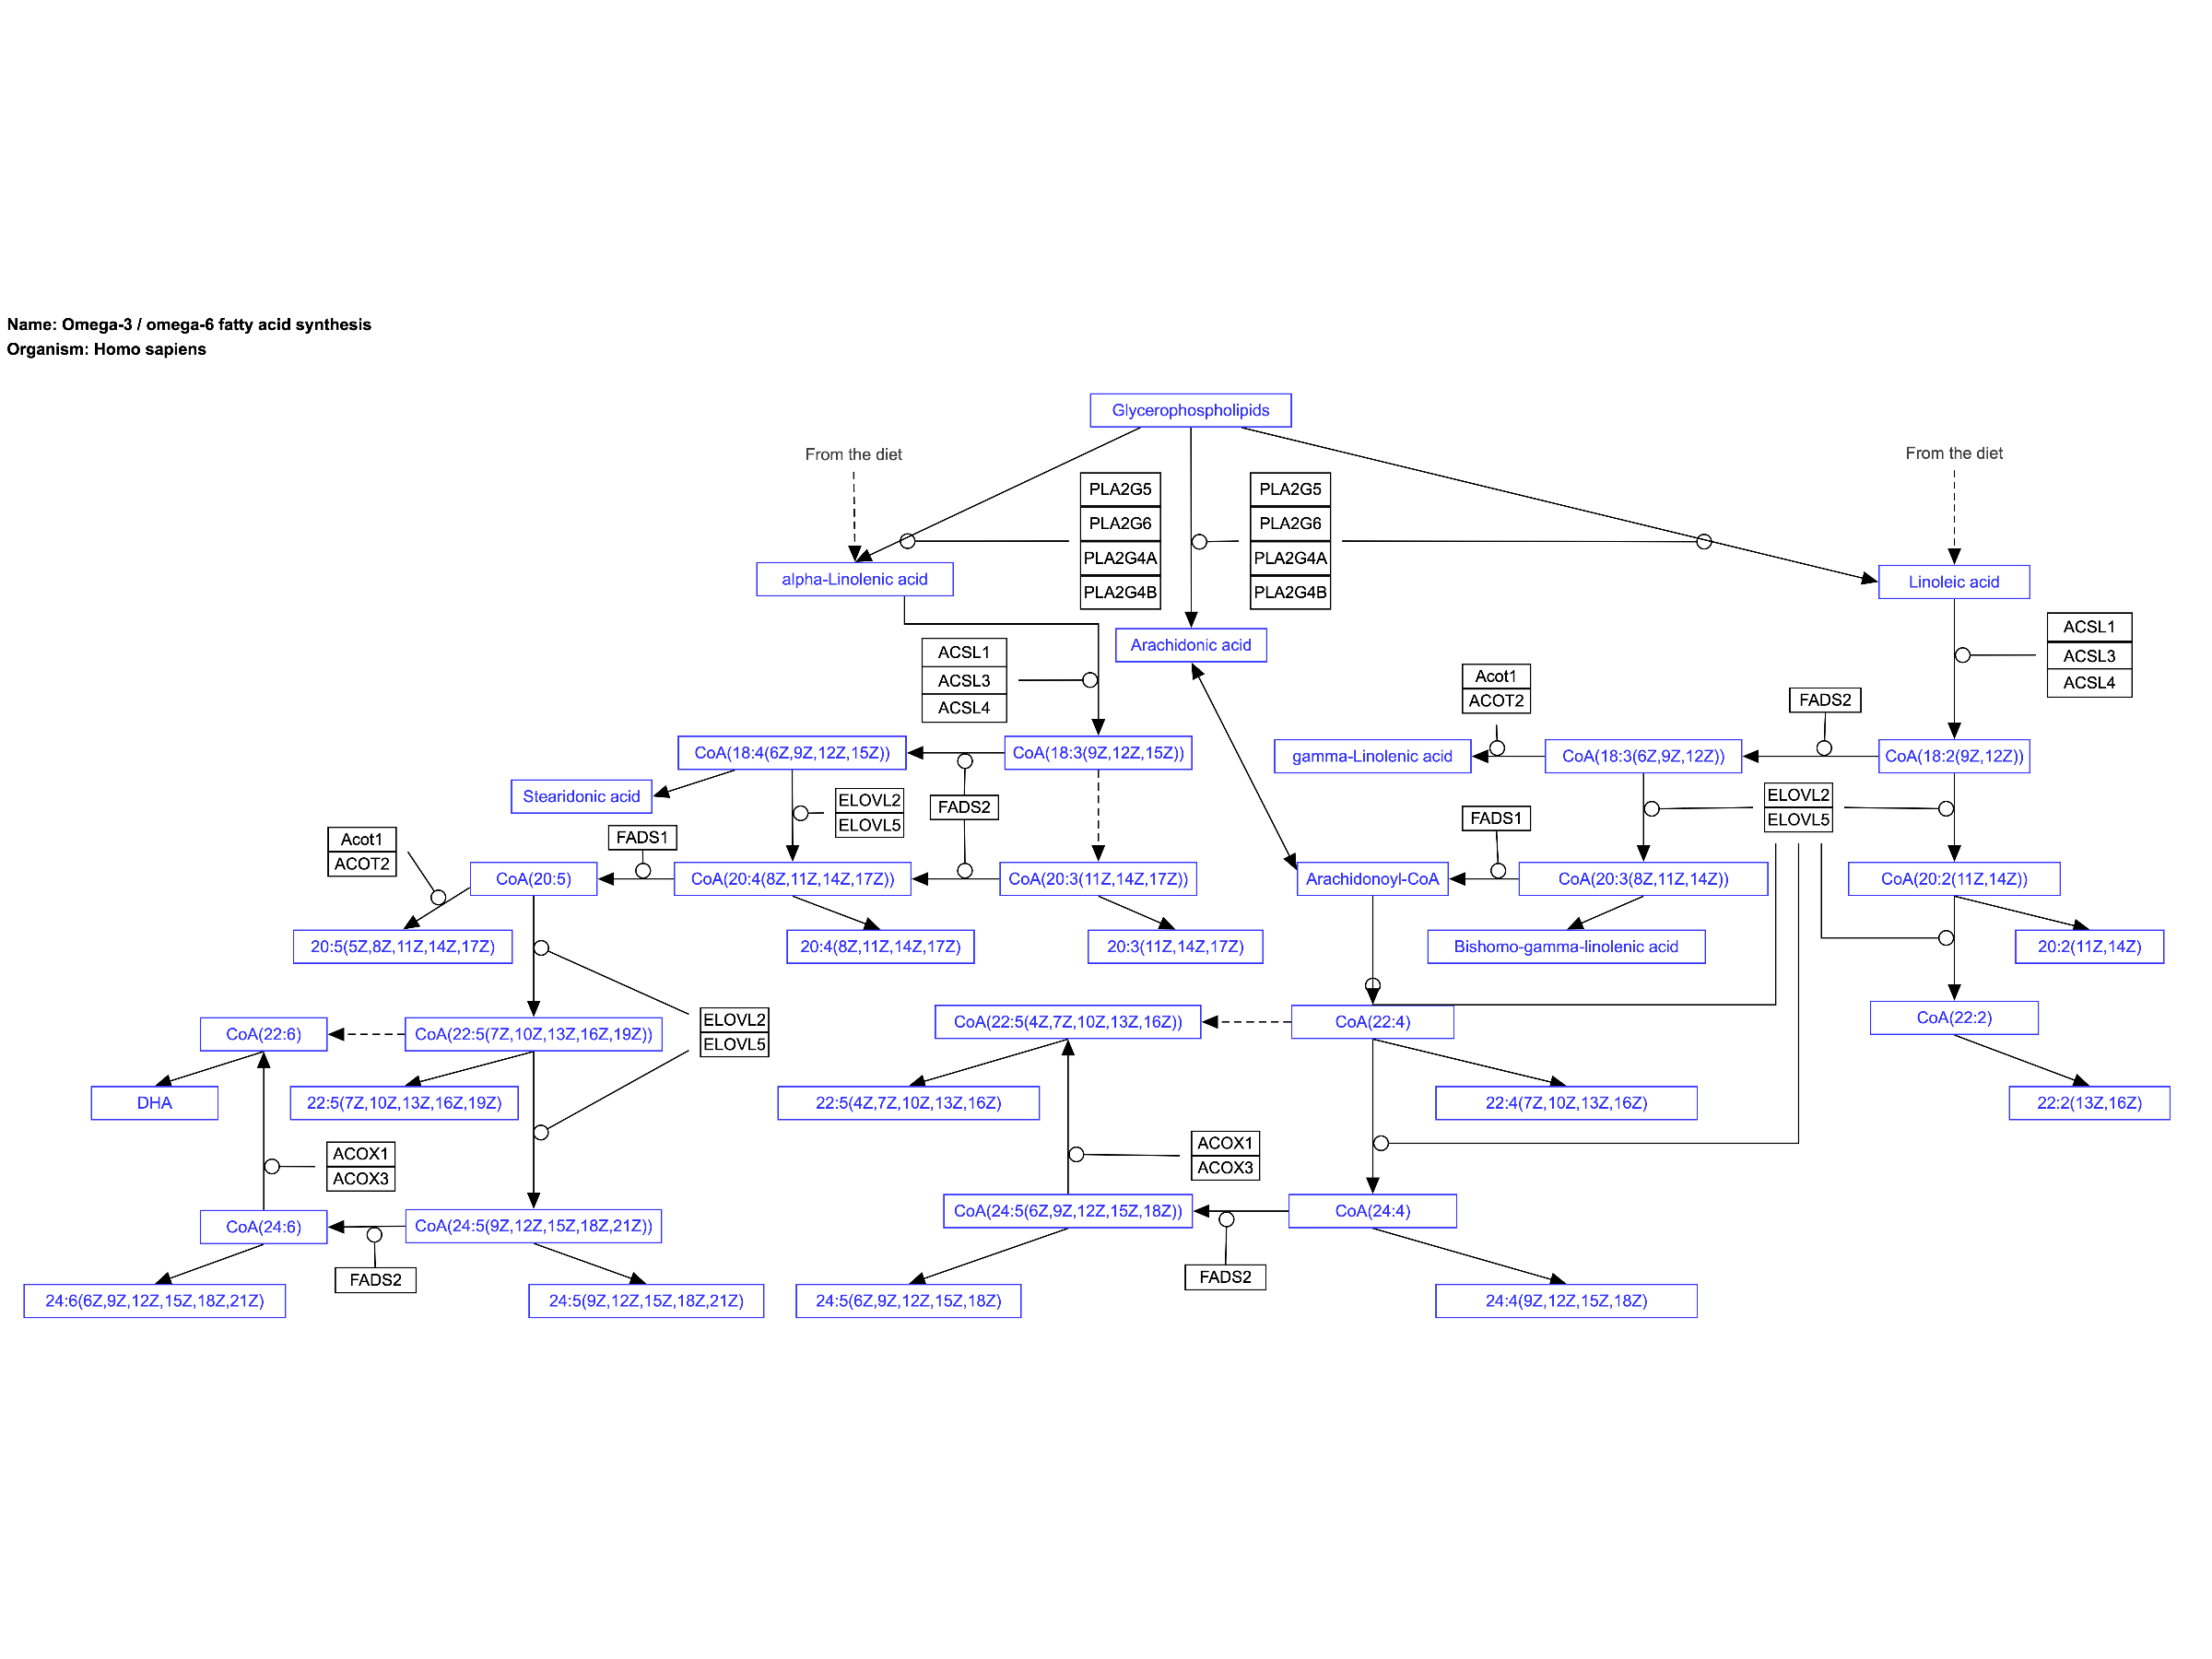 Name: Omega-3 / omega-6 fatty acid synthesis
Organism: Homo sapiens
Glycerophospholipids
From the diet
From the diet
PLA2G5
PLA2G6
PLA2G4A
PLA2G4B
PLA2G5
PLA2G6
PLA2G4A
PLA2G4B
alpha-Linolenic acid
Linoleic acid
Arachidonic acid
ACSL1
ACSL3
ACSL4
ACSL1
ACSL3
ACSL4
Acot1
ACOT2
FADS2
CoA(18:4(6Z,9Z,12Z,15Z))
CoA(18:3(9Z,12Z,15Z))
gamma-Linolenic acid
CoA(18:3(6Z,9Z,12Z))
CoA(18:2(9Z,12Z))
Stearidonic acid
ELOVL2
ELOVL5
FADS2
ELOVL2
ELOVL5
Acot1
ACOT2
FADS1
FADS1
CoA(20:5)
CoA(20:4(8Z,11Z,14Z,17Z))
CoA(20:3(11Z,14Z,17Z))
Arachidonoyl-CoA
CoA(20:3(8Z,11Z,14Z))
CoA(20:2(11Z,14Z))
20:5(5Z,8Z,11Z,14Z,17Z)
20:4(8Z,11Z,14Z,17Z)
20:3(11Z,14Z,17Z)
Bishomo-gamma-linolenic acid
20:2(11Z,14Z)
CoA(22:6)
CoA(22:5(7Z,10Z,13Z,16Z,19Z))
ELOVL2
ELOVL5
CoA(22:5(4Z,7Z,10Z,13Z,16Z))
CoA(22:4)
CoA(22:2)
DHA
22:5(7Z,10Z,13Z,16Z,19Z)
22:5(4Z,7Z,10Z,13Z,16Z)
22:4(7Z,10Z,13Z,16Z)
22:2(13Z,16Z)
ACOX1
ACOX3
ACOX1
ACOX3
CoA(24:6)
CoA(24:5(9Z,12Z,15Z,18Z,21Z))
CoA(24:5(6Z,9Z,12Z,15Z,18Z))
CoA(24:4)
FADS2
FADS2
24:6(6Z,9Z,12Z,15Z,18Z,21Z)
24:5(9Z,12Z,15Z,18Z,21Z)
24:5(6Z,9Z,12Z,15Z,18Z)
24:4(9Z,12Z,15Z,18Z)